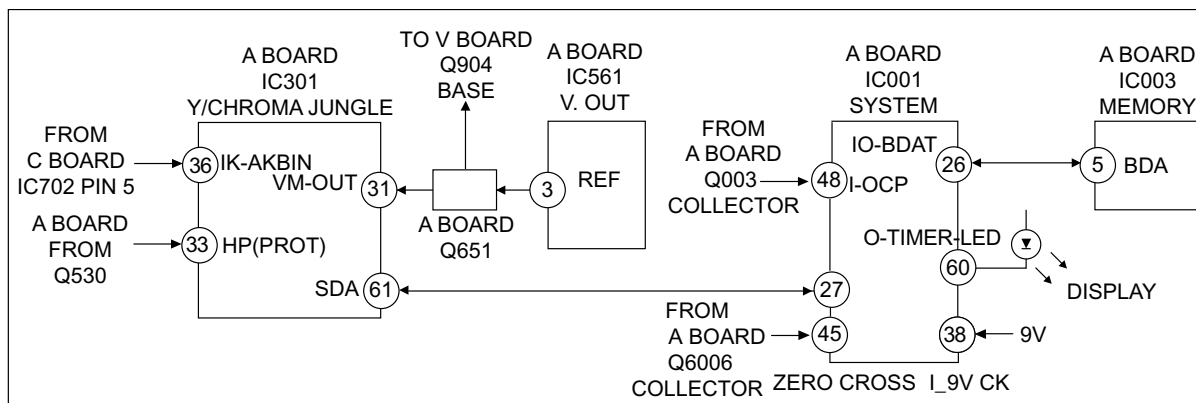 A BOARD
IC301
Y/CHROMA JUNGLE
FROM
C BOARD
IC702 PIN 5
36
IK-AKBIN
VM-OUT
31
A BOARD
FROM
Q530
33
HP(PROT)
SDA
61
TO V BOARD
Q904
BASE
A BOARD
Q651
A BOARD
IC561
V. OUT
3
REF
FROM
A BOARD
Q003
COLLECTOR
A BOARD
IC001
SYSTEM
IO-BDAT
26
48
I-OCP
O-TIMER-LED
60
27
FROM
A BOARD
Q6006
COLLECTOR
45
38
9V
ZERO CROSS
I_9V CK
DISPLAY
A BOARD
IC003
MEMORY
5
BDA